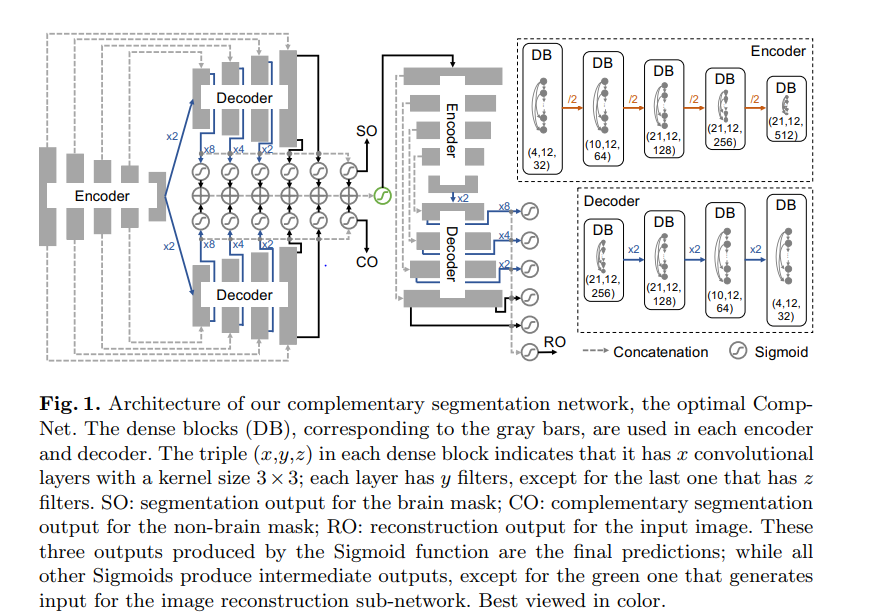 Encoder
x2
x2
Decoder
x8
x4
x2
SO
x8
x4
x2
CO
Decoder
Encoder
x2
Decoder
x8
x4
x2
RO
Encoder
DB
(4,12,
32)
/2
DB
(10,12,
64)
/2
DB
(21,12,
128)
/2
DB
(21,12,
256)
/2
DB
(21,12,
512)
Decoder
DB
(21,12,
256)
x2
DB
(21,12,
128)
x2
DB
(10,12,
64)
x2
DB
(4,12,
32)
Concatenation
Sigmoid
Fig. 1. Architecture of our complementary segmentation network, the optimal Comp-
Net. The dense blocks (DB), corresponding to the gray bars, are used in each encoder
and decoder. The triple (x,y,z) in each dense block indicates that it has x convolutional
layers with a kernel size 3 × 3; each layer has y filters, except for the last one that has z
filters. SO: segmentation output for the brain mask; CO: complementary segmentation
output for the non-brain mask; RO: reconstruction output for the input image. These
three outputs produced by the Sigmoid function are the final predictions; while all
other Sigmoids produce intermediate outputs, except for the green one that generates
input for the image reconstruction sub-network. Best viewed in color.